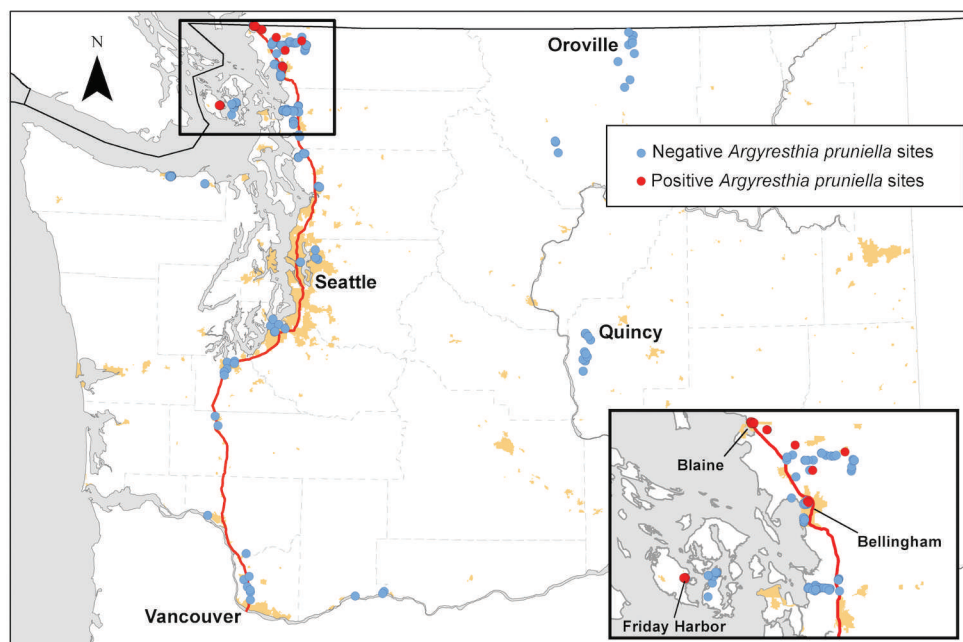 N
Oroville
Negative Argyresthia pruniella sites
Positive Argyresthia pruniella sites
Seattle
Quincy
Blaine
Bellingham
Friday Harbor
Vancouver